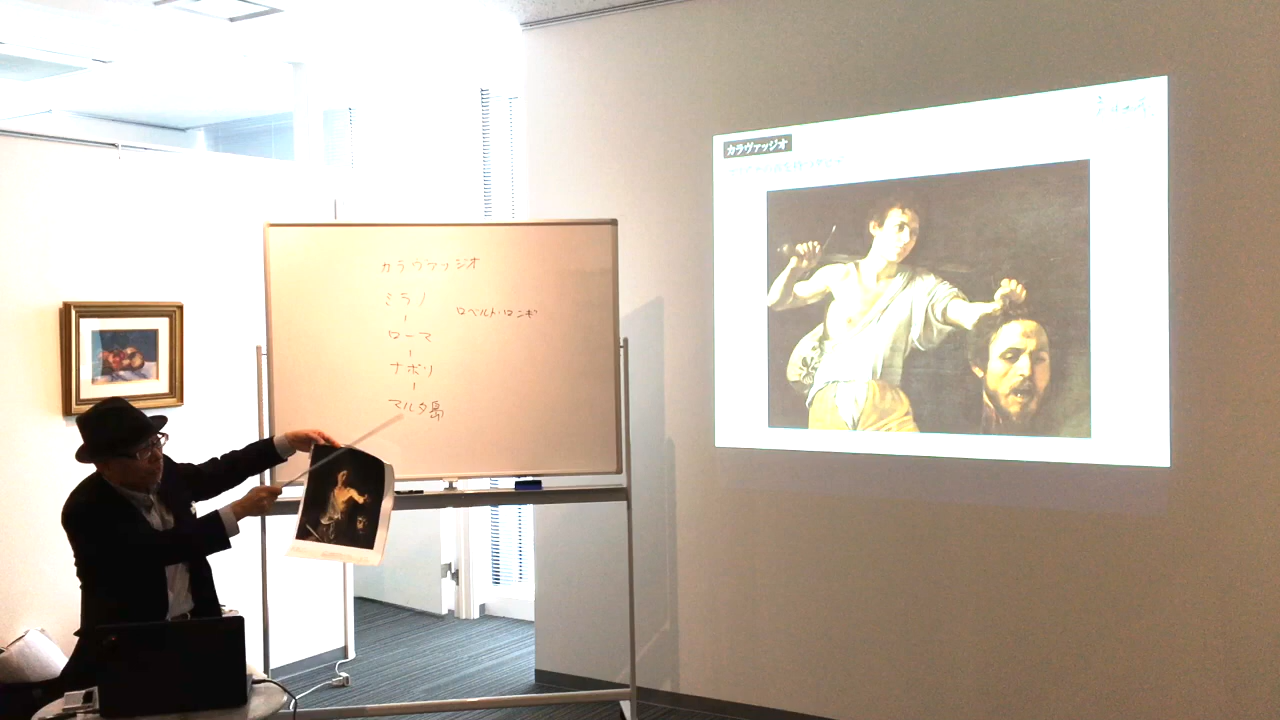 カラヴァッジオ
ミラノ
ローマ
ナポリ
マルタ島
ロベルト・ロンギ
カラヴァッジオ